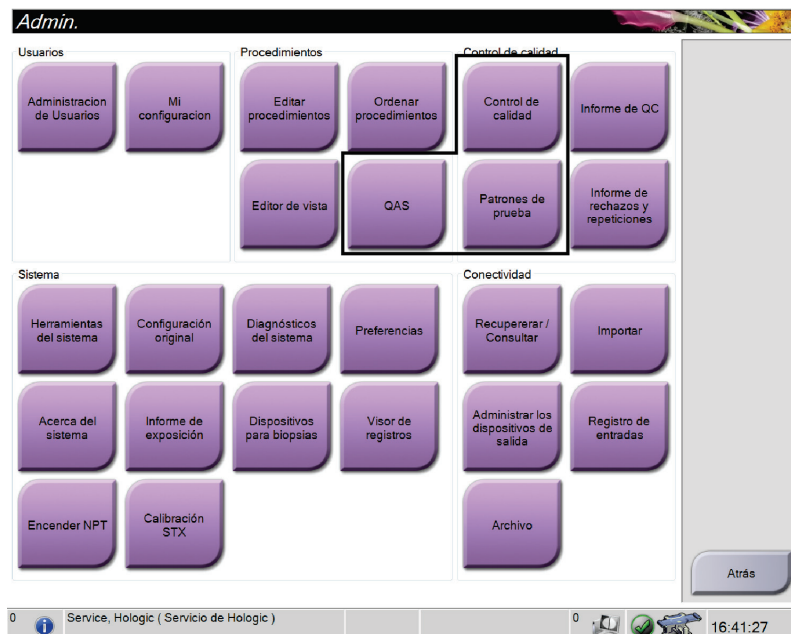 Admin.
Usuarios
Administracion
de Usuarios
Mi
configuracion
Procedimientos
Editar
procedimientos
Ordenar
procedimientos
Editor de vista
QAS
Control de calidad
Control de
calidad
Informe de QC
Patrones de
prueba
Informe de
rechazos y
repeticiones
Sistema
Herramientas
del sistema
Configuración
original
Diagnósticos
del sistema
Preferencias
Acerca del
sistema
Informe de
exposición
Dispositivos
para biopsias
Visor de
registros
Encender NPT
Calibración
STX
Conectividad
Recupererar /
Consultar
Importar
Administrar los
dispositivos de
salida
Registro de
entradas
Archivo
Atrás
0
Service, Hologic ( Servicio de Hologic )
0
16:41:27